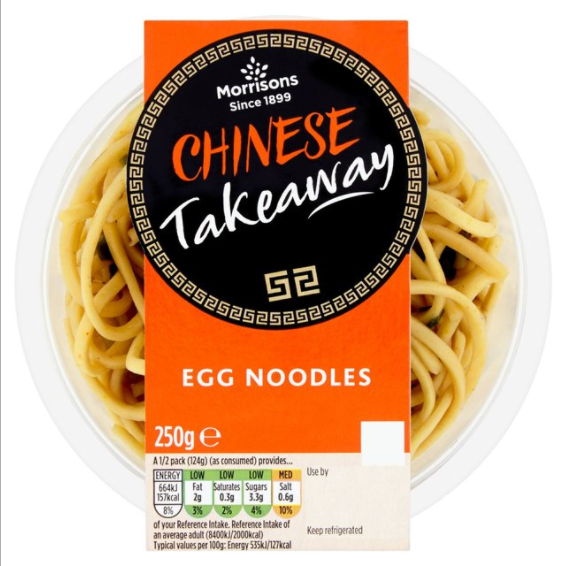 Morrisons
Since 1899
CHINESE
Takeaway
EGG NOODLES
250g ℮
A 1/2 pack (124g) (as consumed) provides...
ENERGY LOW LOW LOW MED
664kJ Fat Saturates Sugars Salt
157kcal 2g 0.3g 3.3g 0.6g
8% 3% 2% 4% 10%
of your Reference Intake. Reference Intake of
an average adult (8400kJ/2000kcal)
Typical values per 100g: Energy 535kJ/127kcal
Use by
Keep refrigerated